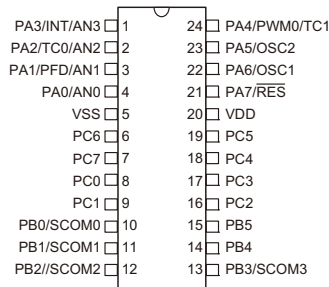 PA3/INT/AN3 1 24 PA4/PWM0/TC1
PA2/TC0/AN2 2 23 PA5/OSC2
PA1/PFD/AN1 3 22 PA6/OSC1
PA0/AN0 4 21 PA7/RES
VSS 5 20 VDD
PC6 6 19 PC5
PC7 7 18 PC4
PC0 8 17 PC3
PC1 9 16 PC2
PB0/SCOM0 10 15 PB5
PB1/SCOM1 11 14 PB4
PB2//SCOM2 12 13 PB3/SCOM3